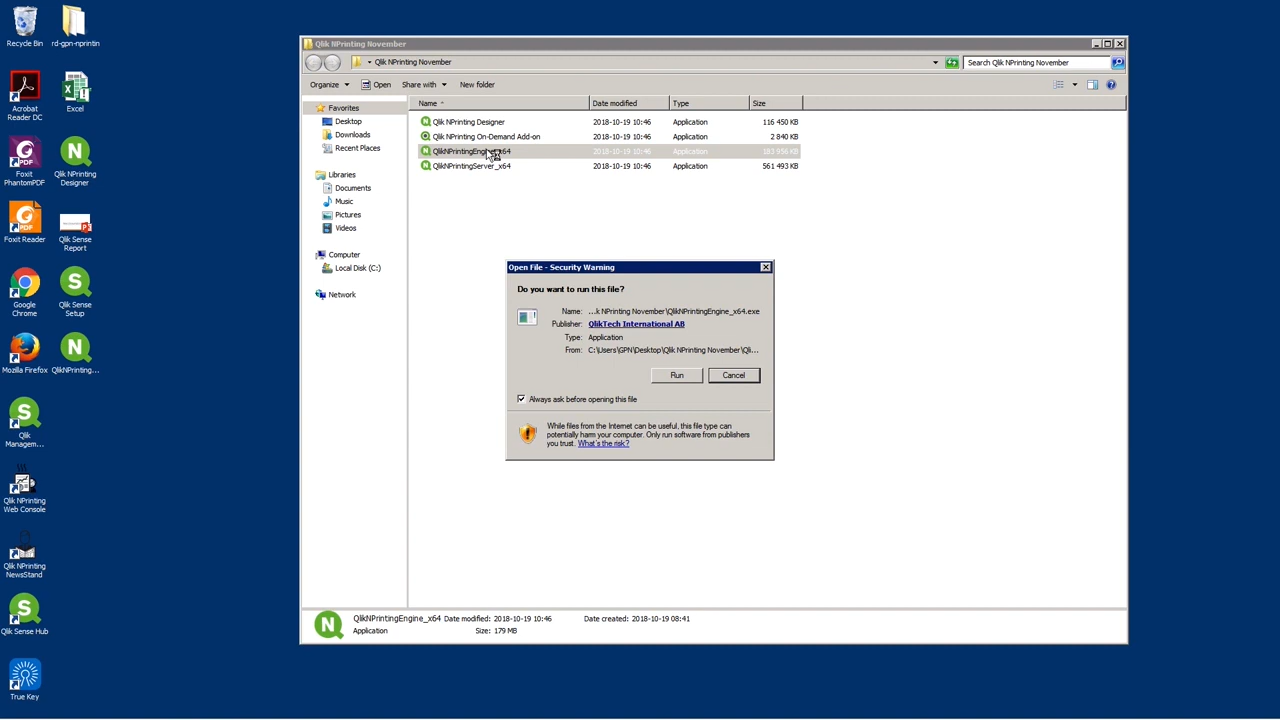 Recycle Bin
rd-gpn-nprintin
Acrobat
Reader DC
Excel
Foxit
PhantomPDF
Qlik NPrinting
Designer
Foxit Reader
Qlik Sense
Report
Google
Chrome
Qlik Sense
Setup
Mozilla Firefox
QlikNPrinting...
Qlik
Managem...
Qlik NPrinting
Web Console
Qlik NPrinting
NewsStand
Qlik Sense Hub
True Key
Qlik NPrinting November
Qlik NPrinting November
Search Qlik NPrinting November
Organize
Open
Share with
New folder
Favorites
Desktop
Downloads
Recent Places
Libraries
Documents
Music
Pictures
Videos
Computer
Local Disk (C:)
Network
Name Date modified Type Size
Qlik NPrinting Designer 2018-10-19 10:46 Application 116 450 KB
Qlik NPrinting On-Demand Add-on 2018-10-19 10:46 Application 2 840 KB
QlikNPrintingEngine_x64 2018-10-19 10:46 Application 183 956 KB
QlikNPrintingServer_x64 2018-10-19 10:46 Application 561 493 KB
Open File - Security Warning
Do you want to run this file?
Name: ...k NPrinting November\QlikNPrintingEngine_x64.exe
Publisher: QlikTech International AB
Type: Application
From: C:\Users\GPN\Desktop\Qlik NPrinting November\Qli...
Run
Cancel
Always ask before opening this file
While files from the Internet can be useful, this file type can
potentially harm your computer. Only run software from publishers
you trust. What's the risk?
QlikNPrintingEngine_x64 Date modified: 2018-10-19 10:46 Date created: 2018-10-19 08:41
Application Size: 179 MB